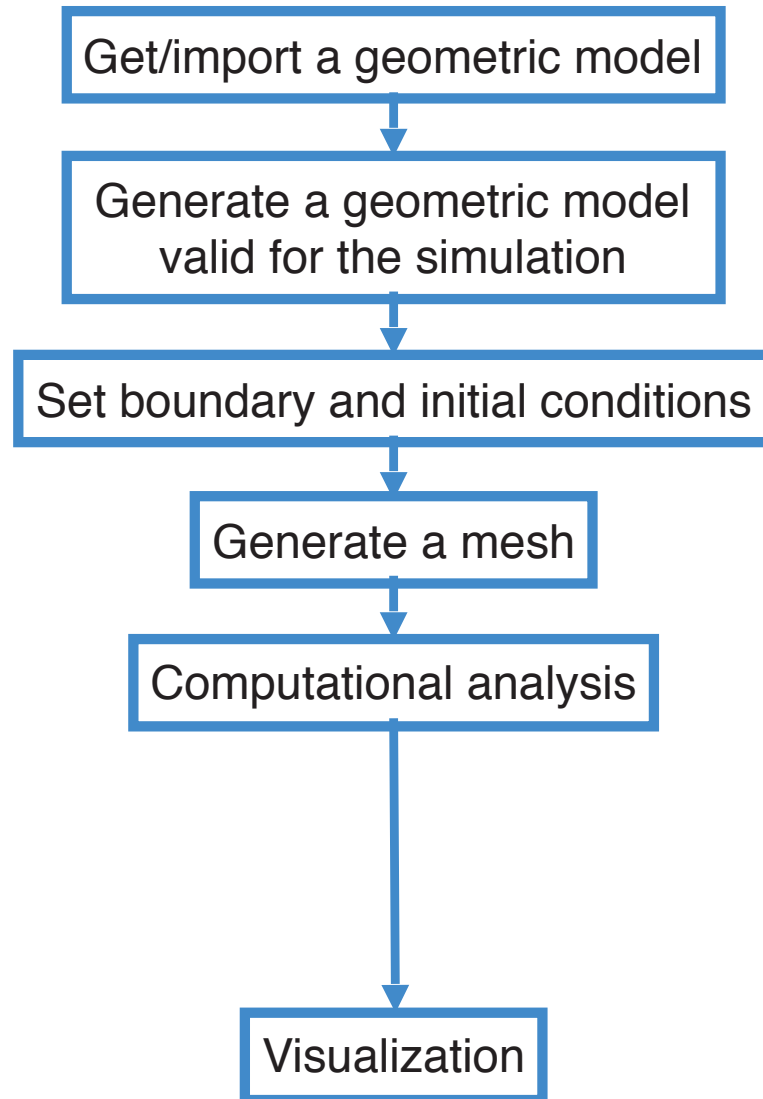 Get/import a geometric model
Generate a geometric model
valid for the simulation
Set boundary and initial conditions
Generate a mesh
Computational analysis
Visualization